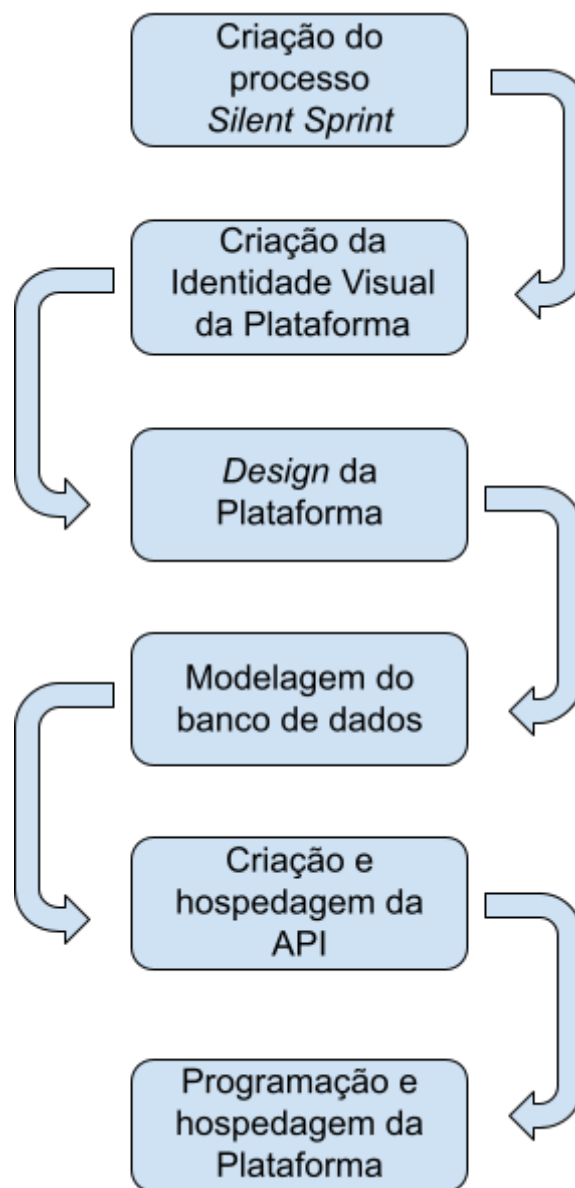 Criação do
processo
Silent Sprint
Criação da
Identidade Visual
da Plataforma
Design da
Plataforma
Modelagem do
banco de dados
Criação e
hospedagem da
API
Programação e
hospedagem da
Plataforma